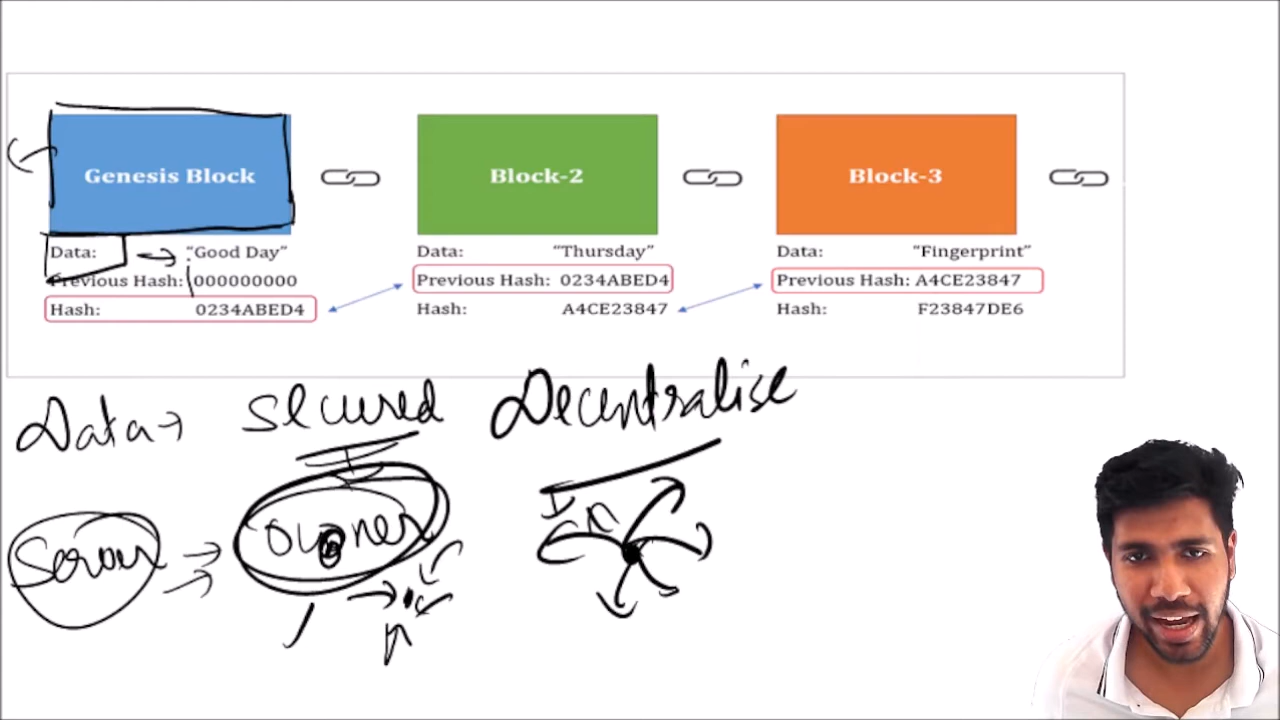 Genesis Block
Block-2
Block-3
Data: "Good Day"
Previous Hash: 000000000
Hash: 0234ABED4
Data: "Thursday"
Previous Hash: 0234ABED4
Hash: A4CE23847
Data: "Fingerprint"
Previous Hash: A4CE23847
Hash: F23847DE6
Data → Secured Decentralise
Server owner